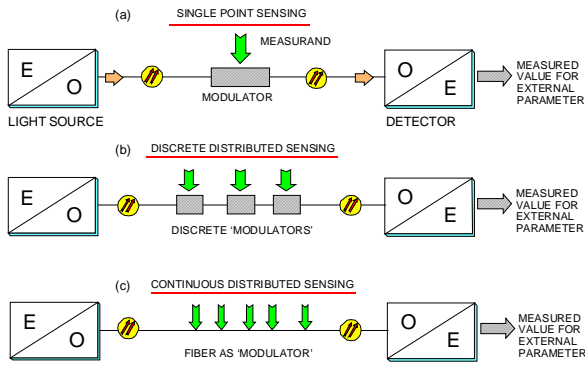 (a) SINGLE POINT SENSING
MEASURAND
E
O
O
E
MODULATOR
LIGHT SOURCE
DETECTOR
MEASURED
VALUE FOR
EXTERNAL
PARAMETER
(b) DISCRETE DISTRIBUTED SENSING
E
O
O
E
DISCRETE ‘MODULATORS’
MEASURED
VALUE FOR
EXTERNAL
PARAMETER
(c) CONTINUOUS DISTRIBUTED SENSING
E
O
O
E
FIBER AS ‘MODULATOR’
MEASURED
VALUE FOR
EXTERNAL
PARAMETER